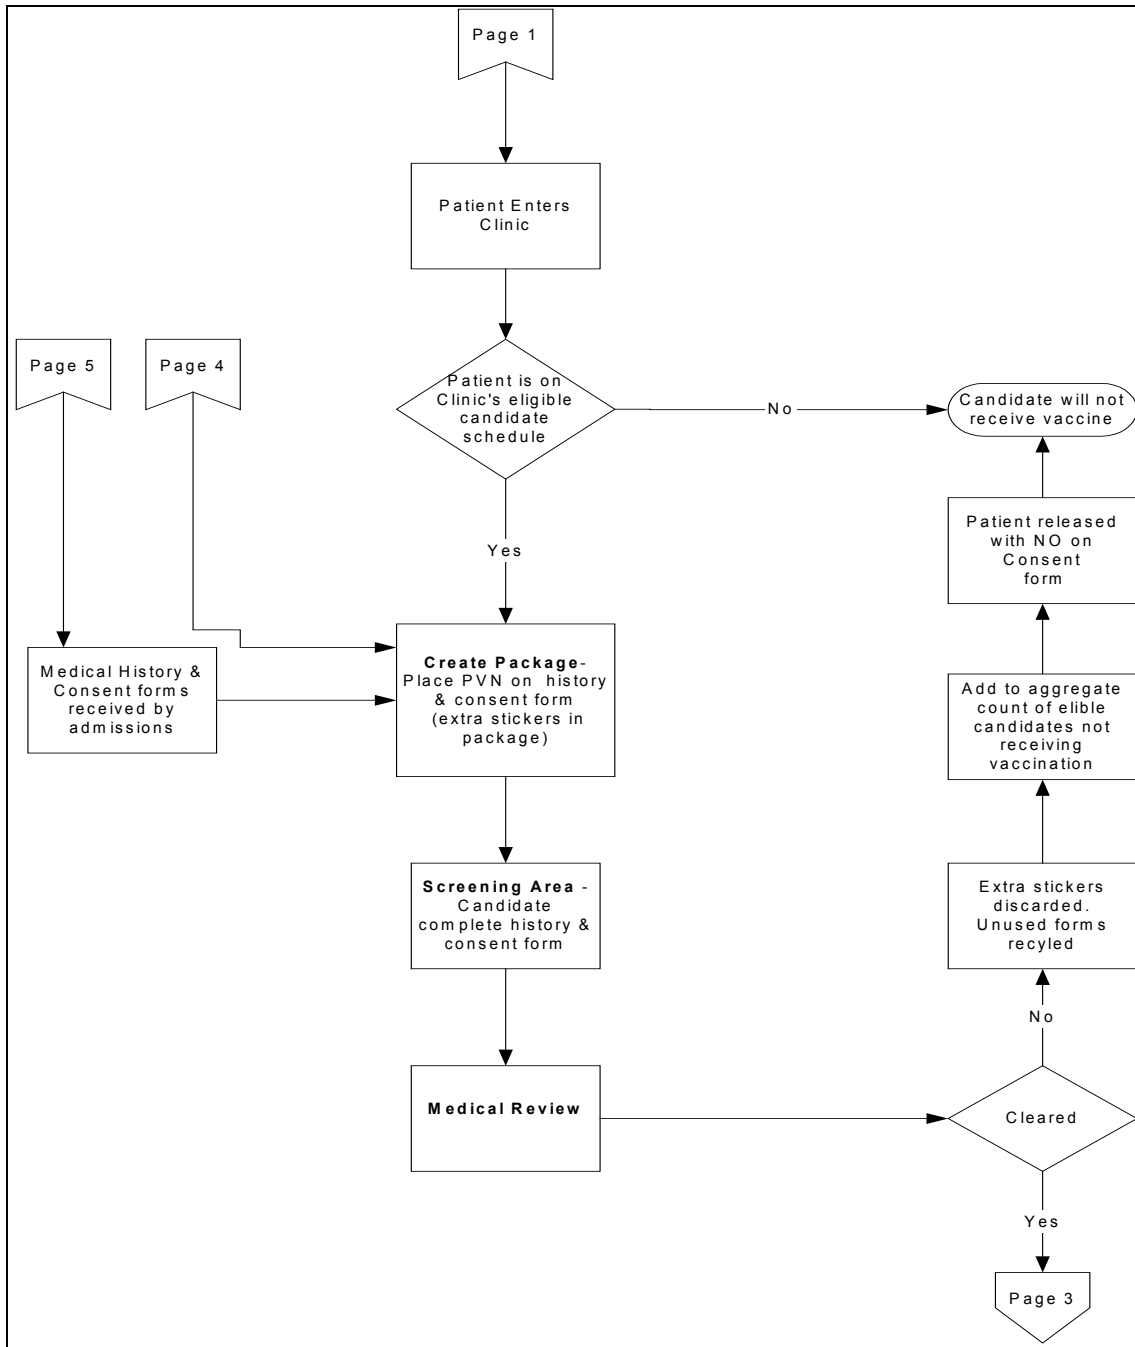 Page 1
Patient Enters
Clinic
Page 5
Page 4
Patient is on
Clinic's eligible
candidate
schedule
No
Candidate will not
receive vaccine
Patient released
with NO on
Consent
form
Yes
Medical History &
Consent forms
received by
admissions
Create Package-
Place PVN on history
& consent form
(extra stickers in
package)
Add to aggregate
count of elible
candidates not
receiving
vaccination
Screening Area -
Candidate
complete history &
consent form
Extra stickers
discarded.
Unused forms
recyled
No
Medical Review
Cleared
Yes
Page 3